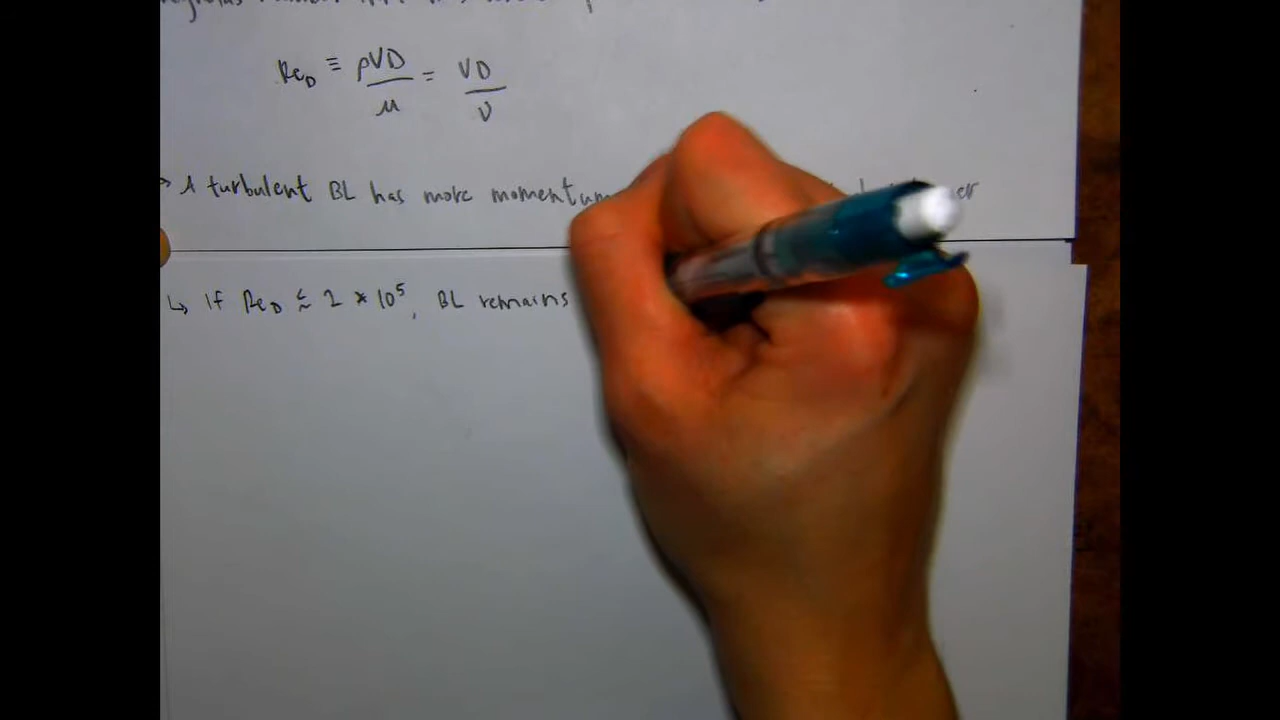 Re_D ≡ ρVD/μ = VD/ν
→ A turbulent BL has more momentum
↳ If Re_D ≲ 2 * 10^5, BL remains